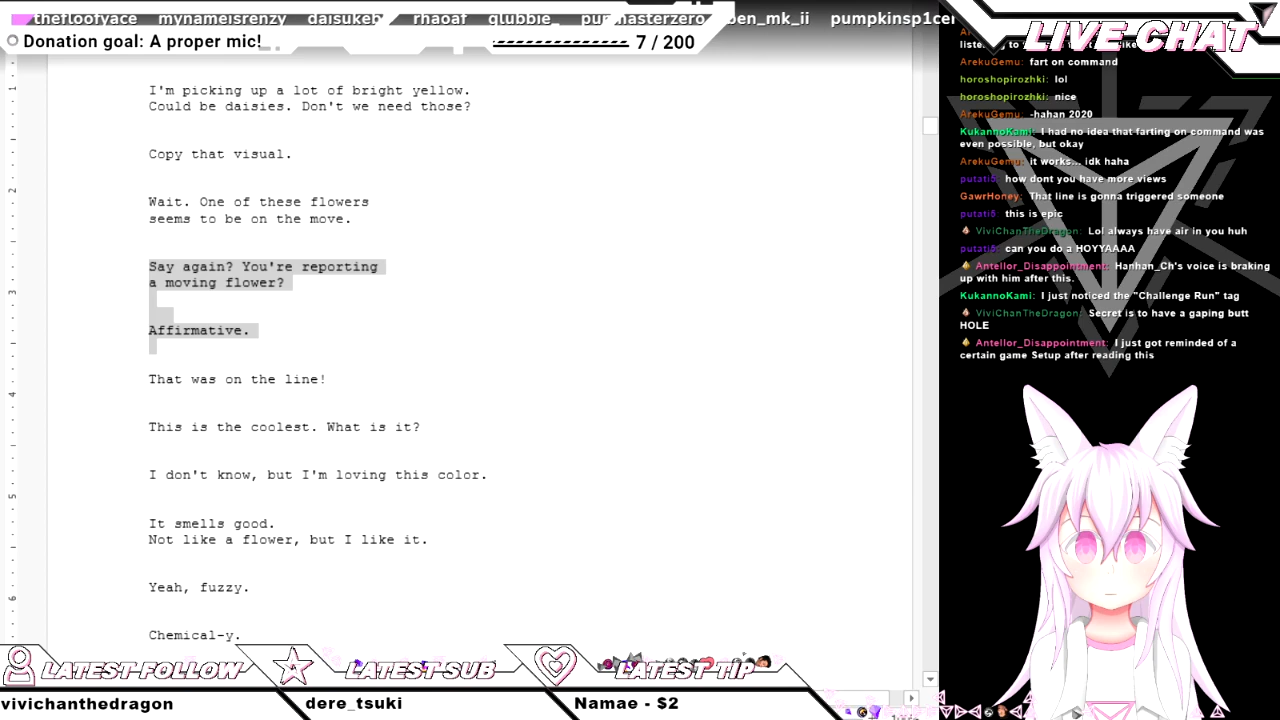 thefloofyace mynameisrenzy daisukeb rhaoaf glubbie_ pumpkinsp1ce
Donation goal: A proper mic!
7 / 200
I'm picking up a lot of bright yellow.
Could be daisies. Don't we need those?
Copy that visual.
Wait. One of these flowers
seems to be on the move.
Say again? You're reporting
a moving flower?
Affirmative.
That was on the line!
This is the coolest. What is it?
I don't know, but I'm loving this color.
It smells good.
Not like a flower, but I like it.
Yeah, fuzzy.
Chemical-y.
LATEST FOLLOW
LATEST SUB
LATEST TIP
vivichanthedragon
dere_tsuki
Namae - $2
LIVE CHAT
ArekuGemu: fart on command
horoshopirozhki: lol
horoshopirozhki: nice
ArekuGemu: -hahan 2020
KukannoKami: I had no idea that farting on command was
even possible, but okay
ArekuGemu: it works... idk haha
putati5: how dont you have more views
GawrHoney: That line is gonna triggered someone
putati5: this is epic
ViviChanTheDragon: Lol always have air in you huh
putati5: can you do a HOYYAAAA
Antellor_Disappointment: Hanhan_Ch's voice is braking
up with him after this.
KukannoKami: I just noticed the "Challenge Run" tag
ViviChanTheDragon: Secret is to have a gaping butt
HOLE
Antellor_Disappointment: I just got reminded of a
certain game Setup after reading this